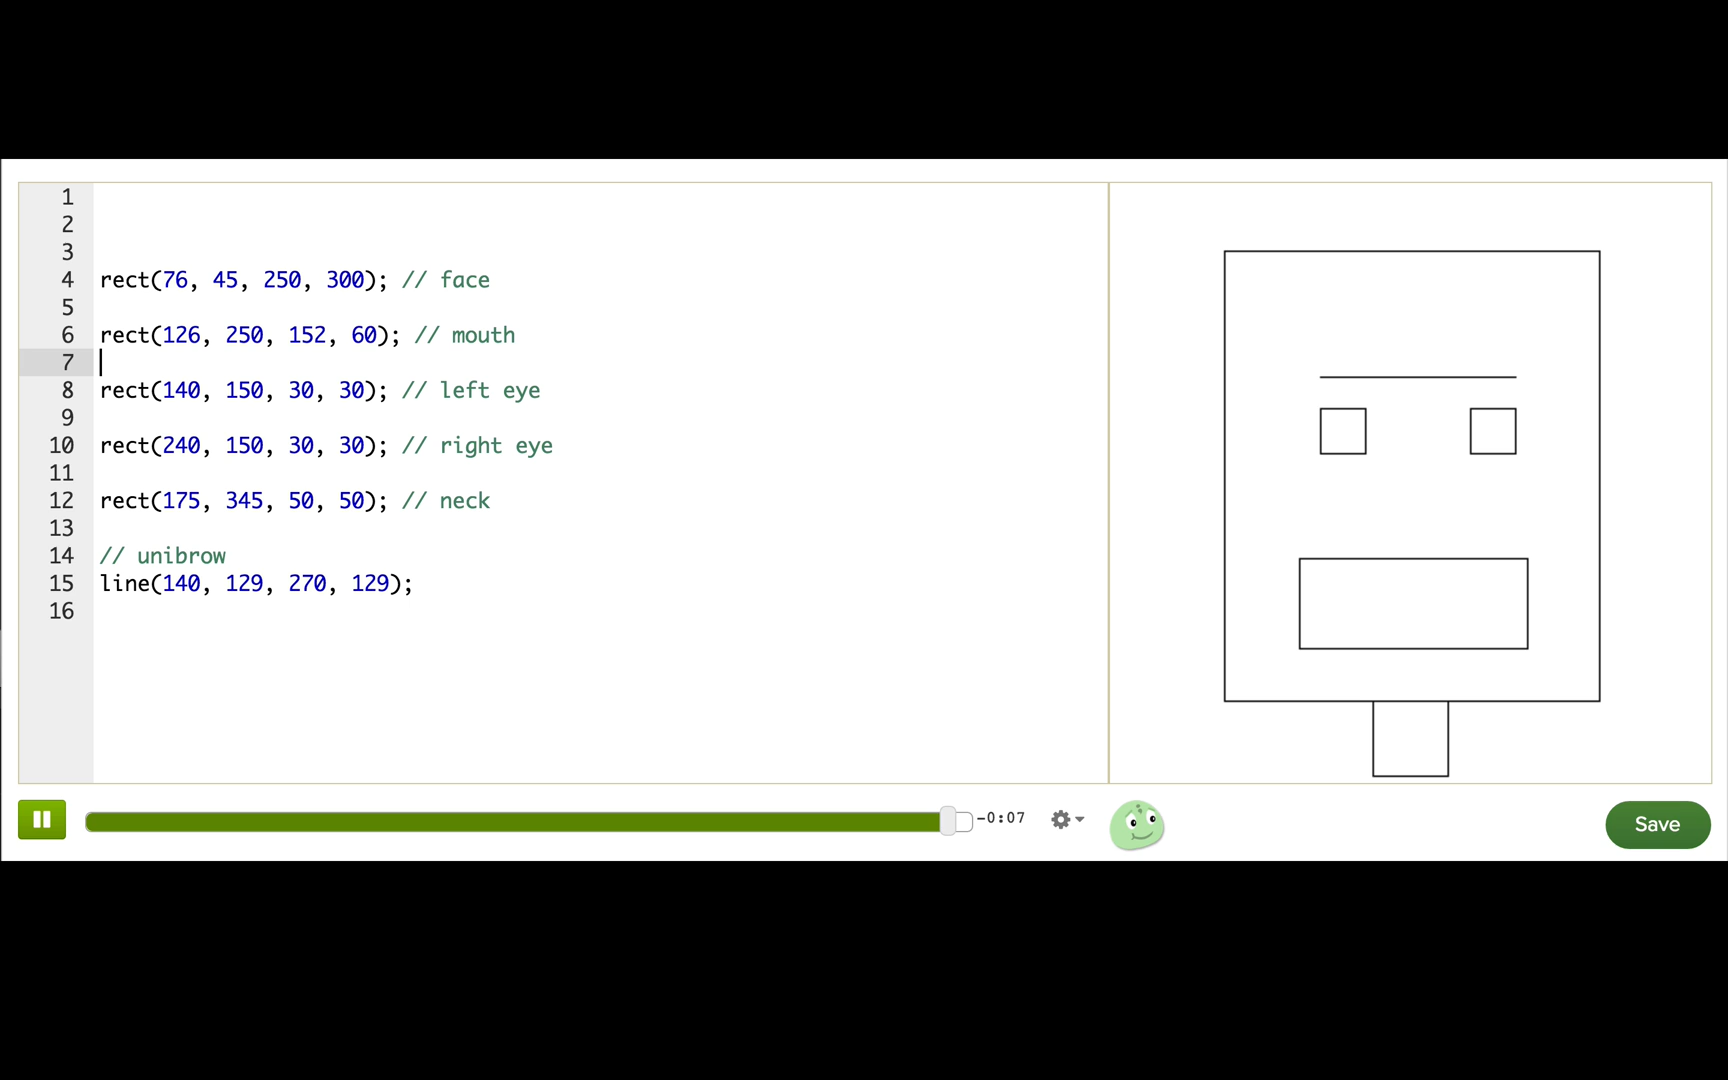 1
2
3
4 rect(76, 45, 250, 300); // face
5
6 rect(126, 250, 152, 60); // mouth
7
8 rect(140, 150, 30, 30); // left eye
9
10 rect(240, 150, 30, 30); // right eye
11
12 rect(175, 345, 50, 50); // neck
13
14 // unibrow
15 line(140, 129, 270, 129);
16
-0:07
Save